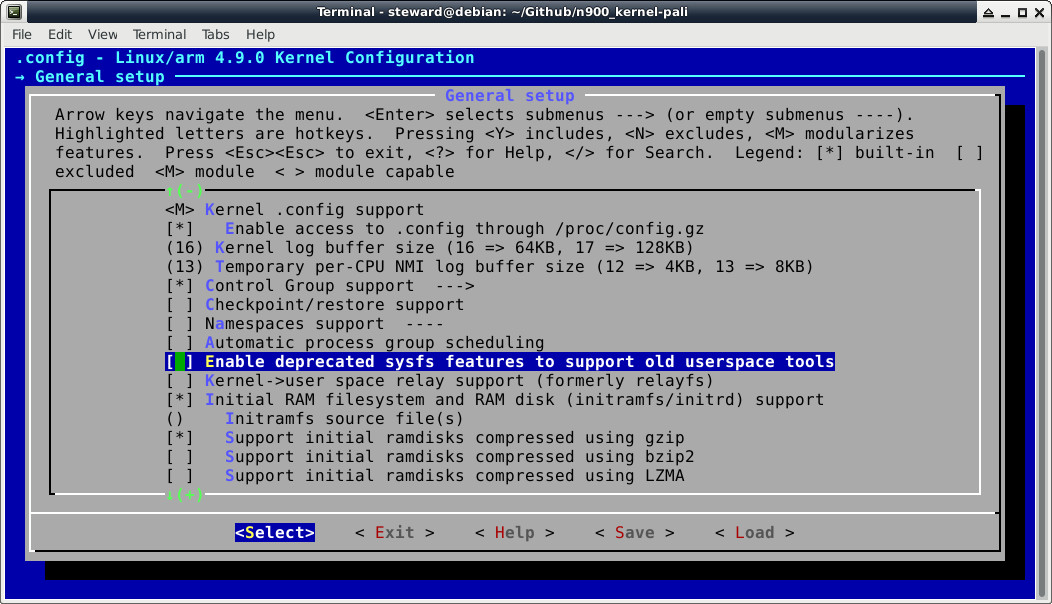 Terminal - steward@debian: ~/Github/n900_kernel-pali
File Edit View Terminal Tabs Help
.config - Linux/arm 4.9.0 Kernel Configuration
→ General setup
General setup
Arrow keys navigate the menu.  <Enter> selects submenus ---> (or empty submenus ----).
Highlighted letters are hotkeys.  Pressing <Y> includes, <N> excludes, <M> modularizes
features.  Press <Esc><Esc> to exit, <?> for Help, </> for Search.  Legend: [*] built-in  [ ]
excluded  <M> module  < > module capable
↑(-)
<M> Kernel .config support
[*]   Enable access to .config through /proc/config.gz
(16) Kernel log buffer size (16 => 64KB, 17 => 128KB)
(13) Temporary per-CPU NMI log buffer size (12 => 4KB, 13 => 8KB)
[*] Control Group support  --->
[ ] Checkpoint/restore support
[ ] Namespaces support  ----
[ ] Automatic process group scheduling
[ ] Enable deprecated sysfs features to support old userspace tools
[ ] Kernel->user space relay support (formerly relayfs)
[*] Initial RAM filesystem and RAM disk (initramfs/initrd) support
()    Initramfs source file(s)
[*]   Support initial ramdisks compressed using gzip
[ ]   Support initial ramdisks compressed using bzip2
[ ]   Support initial ramdisks compressed using LZMA
↓(+)
<Select>    < Exit >    < Help >    < Save >    < Load >